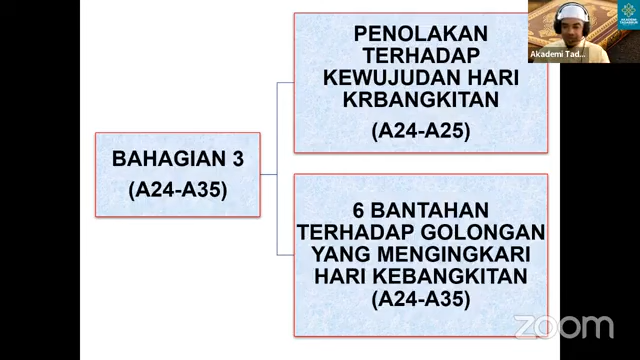 PENOLAKAN
TERHADAP
KEWUJUDAN HARI
KRBANGKITAN
(A24-A25)
BAHAGIAN 3
(A24-A35)
6 BANTAHAN
TERHADAP GOLONGAN
YANG MENGINGKARI
HARI KEBANGKITAN
(A24-A35)
Akademi Tad...
zoom